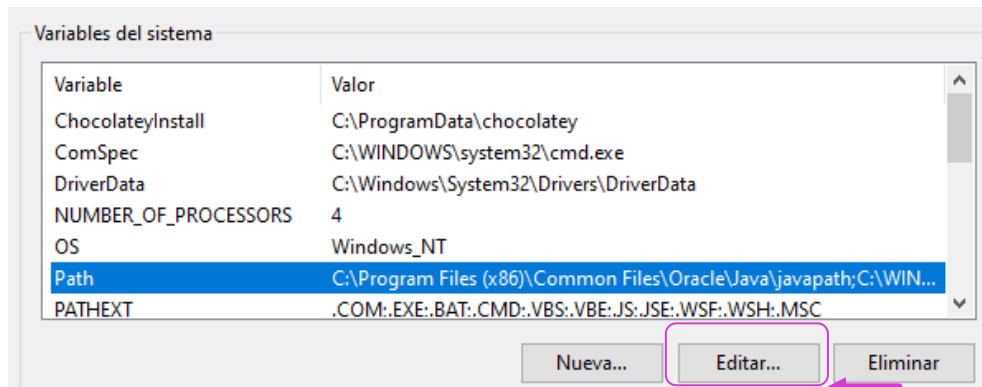 Variables del sistema
Variable Valor
ChocolateyInstall C:\ProgramData\chocolatey
ComSpec C:\WINDOWS\system32\cmd.exe
DriverData C:\Windows\System32\Drivers\DriverData
NUMBER_OF_PROCESSORS 4
OS Windows_NT
Path C:\Program Files (x86)\Common Files\Oracle\Java\javapath;C:\WIN...
PATHEXT .COM;.EXE;.BAT;.CMD;.VBS;.VBE;.JS;.JSE;.WSF;.WSH;.MSC
Nueva... Editar... Eliminar